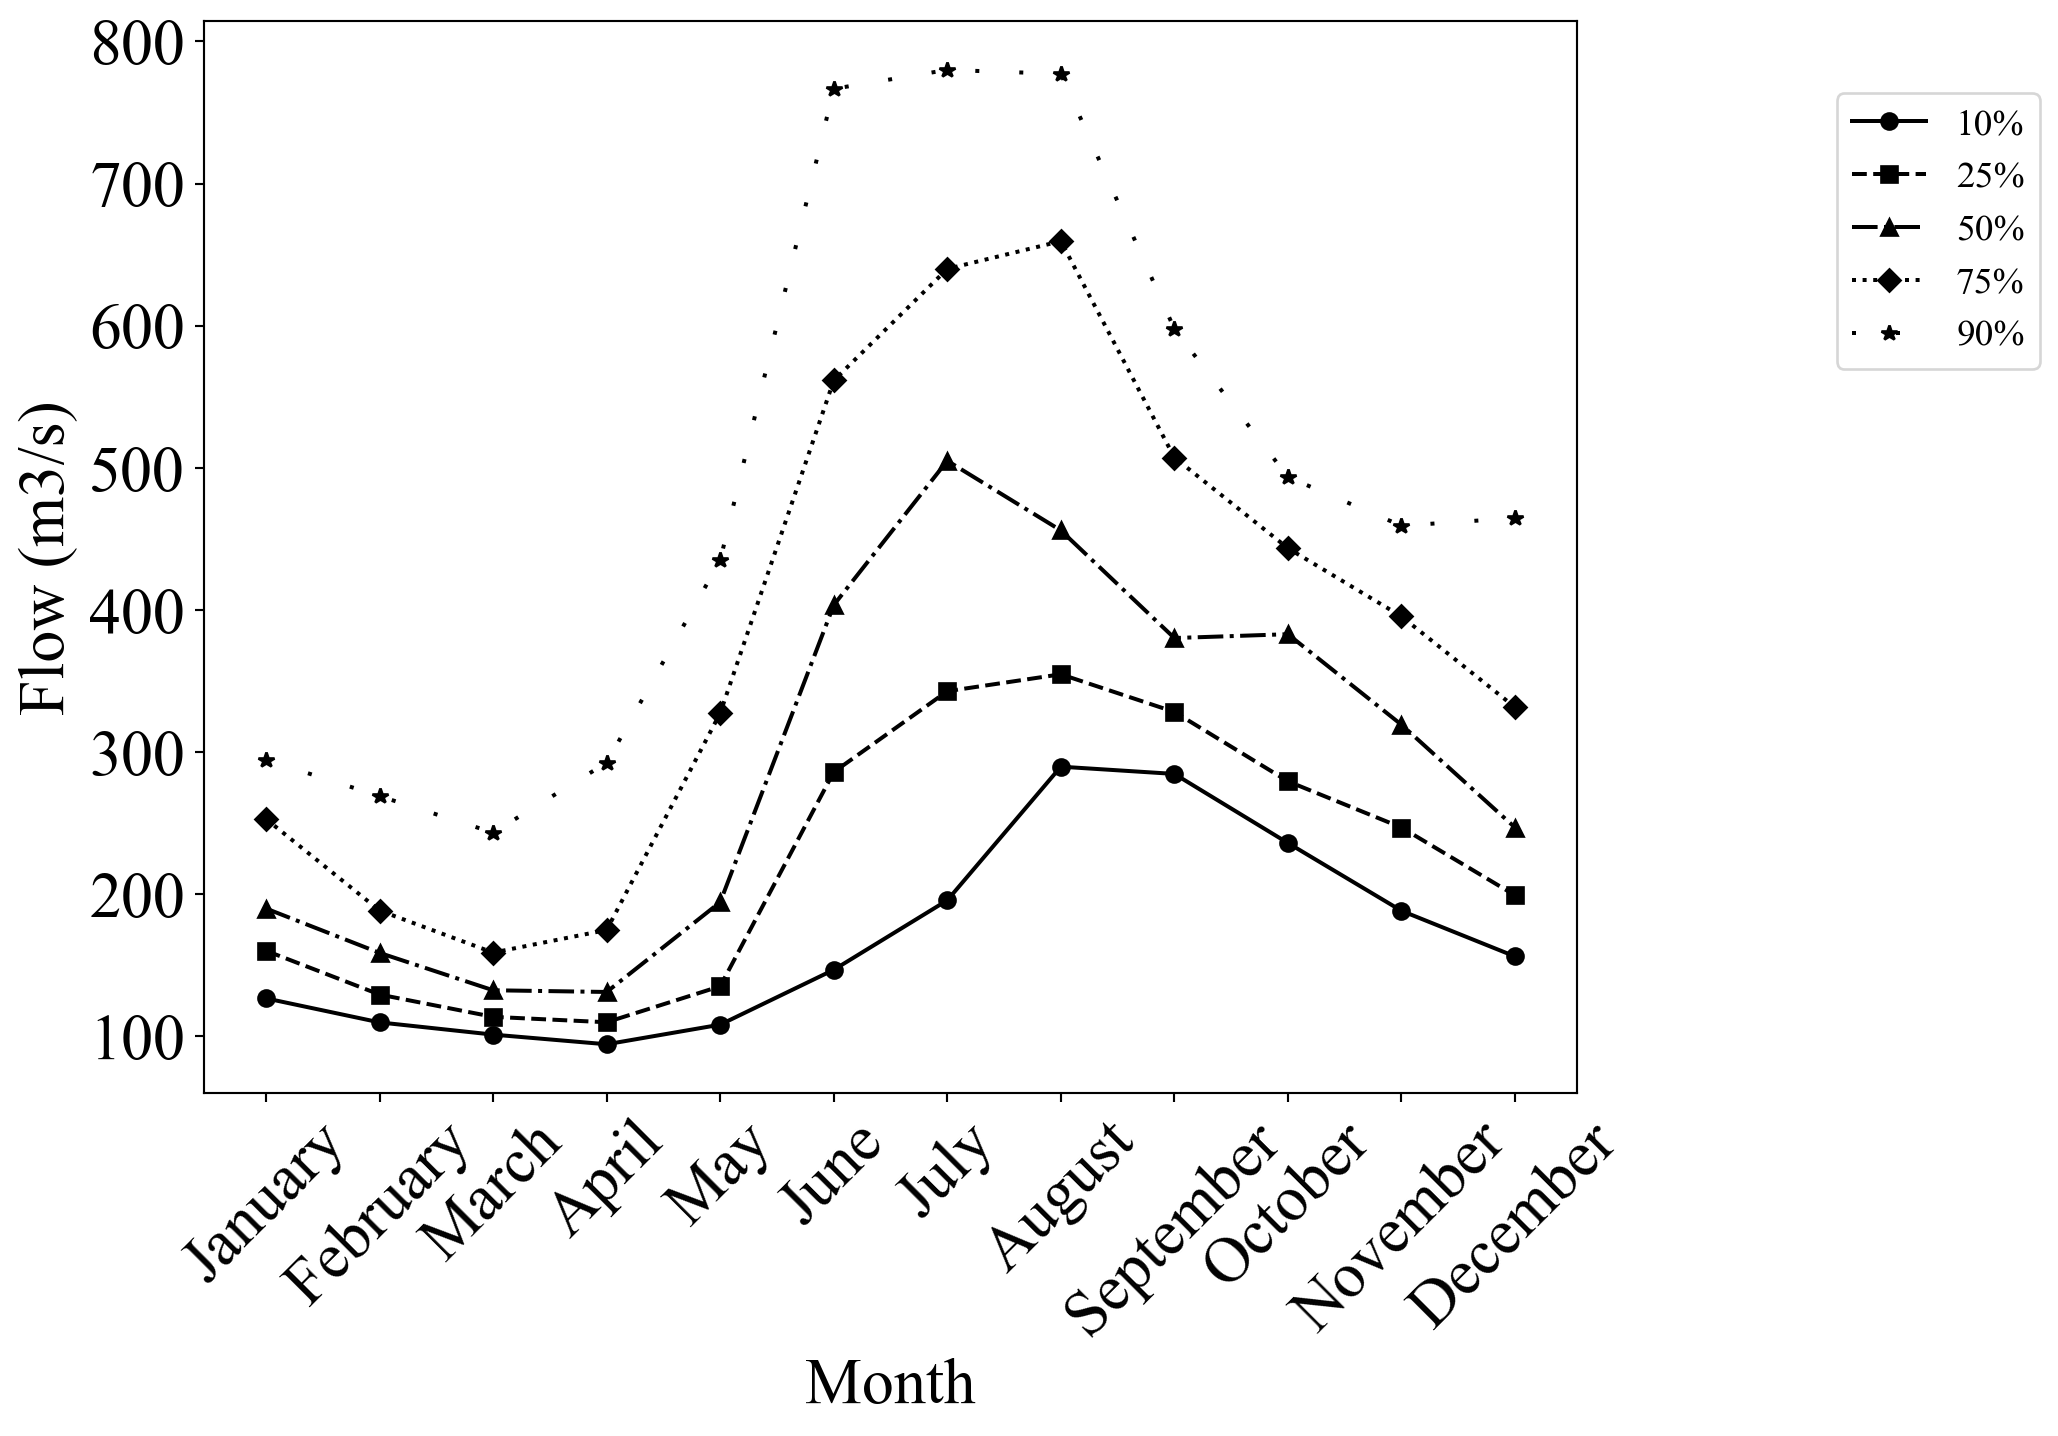 800
700
600
500
400
300
200
100
Flow (m3/s)
January
February
March
April
May
June
July
August
September
October
November
December
Month
10%
25%
50%
75%
90%